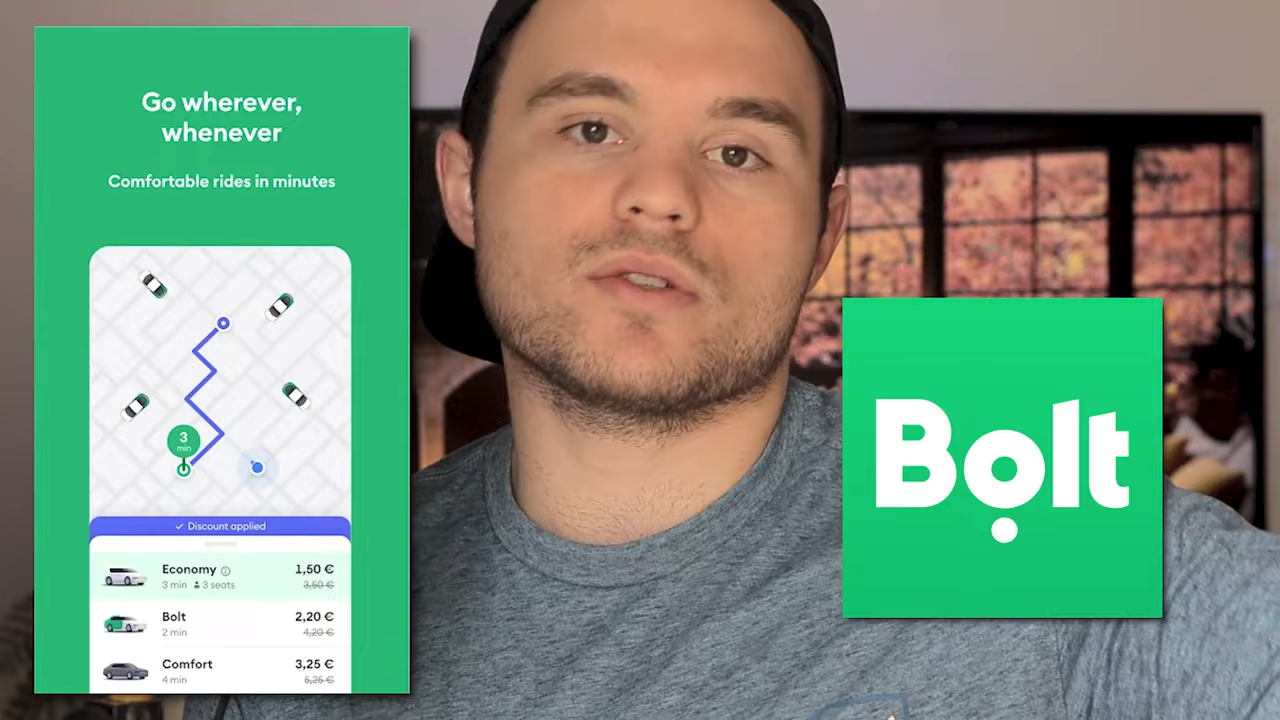 Go wherever,
whenever
Comfortable rides in minutes
3
min
✓ Discount applied
Economy 1,50 €
3 min 3 seats 3,50 €
Bolt 2,20 €
2 min 4,20 €
Comfort 3,25 €
4 min 5,25 €
Bolt